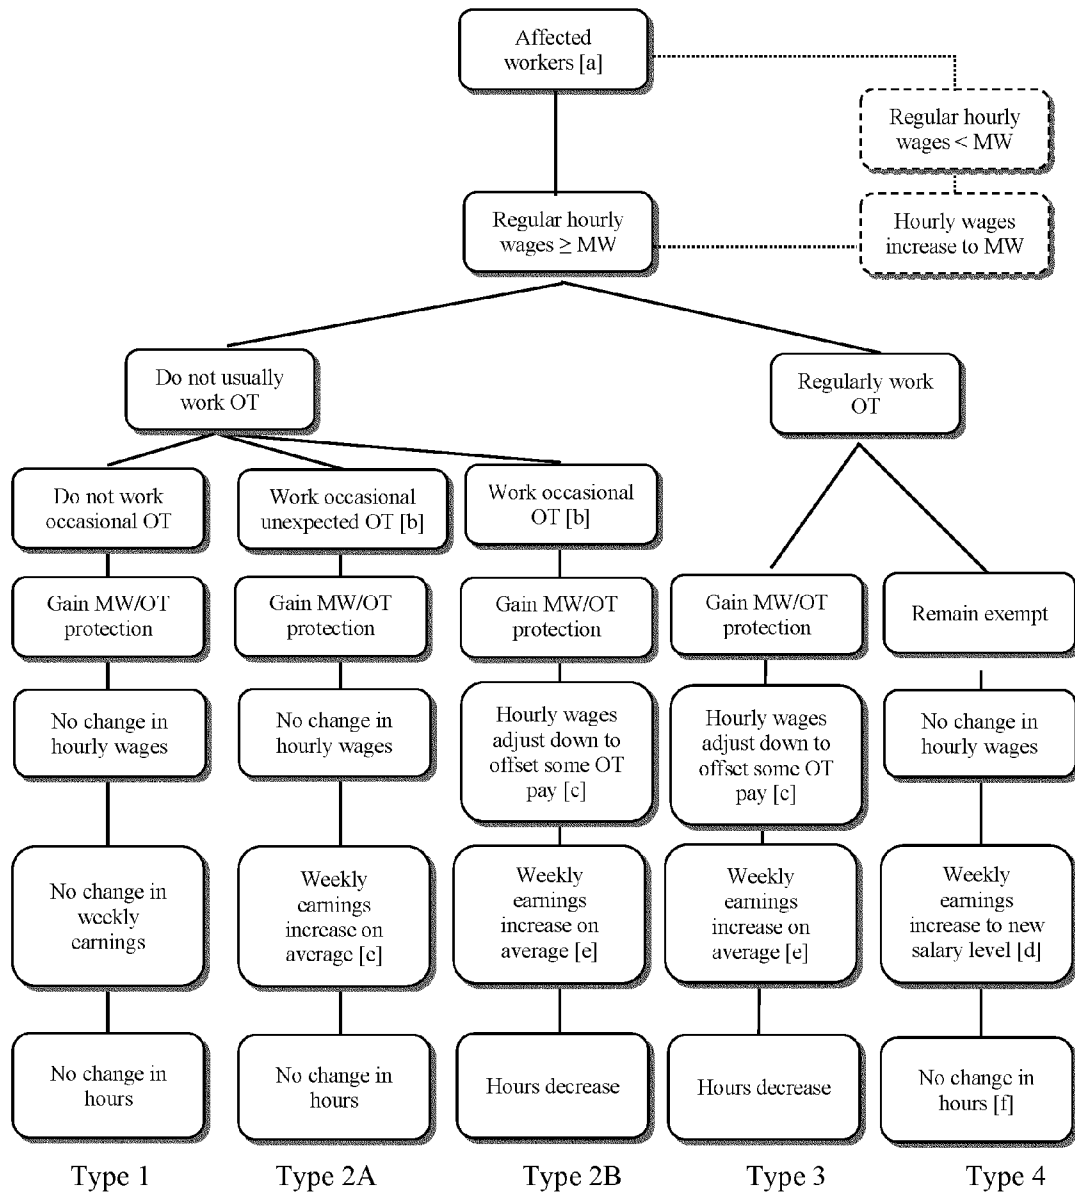 Affected
workers [a]
Regular hourly
wages < MW
Regular hourly
wages ≥ MW
Hourly wages
increase to MW
Do not usually
work OT
Regularly work
OT
Do not work
occasional OT
Work occasional
unexpected OT [b]
Work occasional
OT [b]
Gain MW/OT
protection
Gain MW/OT
protection
Gain MW/OT
protection
Gain MW/OT
protection
Remain exempt
No change in
hourly wages
No change in
hourly wages
Hourly wages
adjust down to
offset some OT
pay [c]
Hourly wages
adjust down to
offset some OT
pay [c]
No change in
hourly wages
No change in
weekly
earnings
Weekly
earnings
increase on
average [e]
Weekly
earnings
increase on
average [e]
Weekly
earnings
increase on
average [e]
Weekly
earnings
increase to new
salary level [d]
No change in
hours
No change in
hours
Hours decrease
Hours decrease
No change in
hours [f]
Type 1
Type 2A
Type 2B
Type 3
Type 4